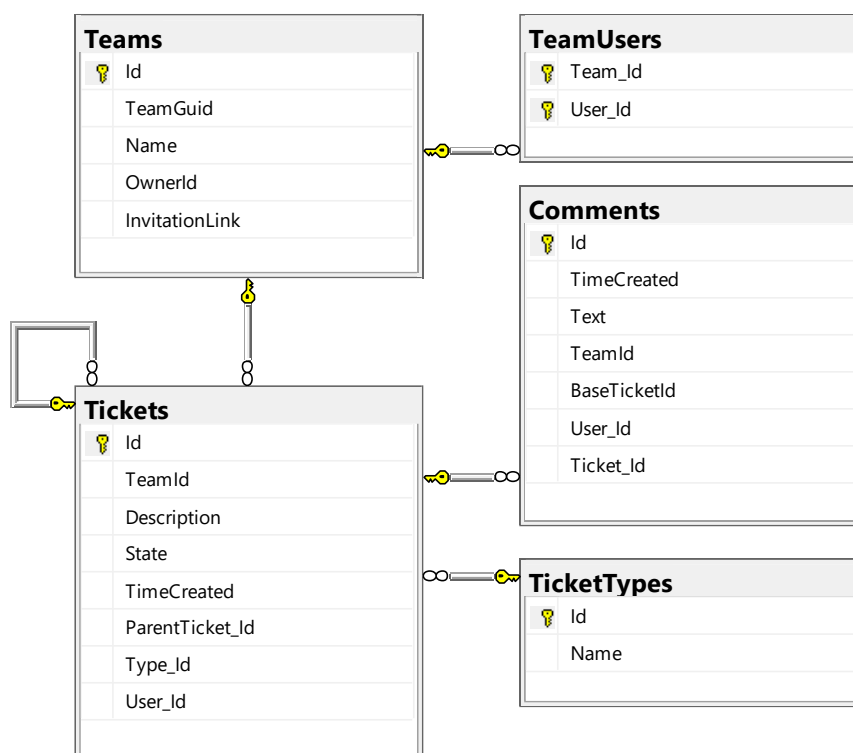 Teams
Id
TeamGuid
Name
OwnerId
InvitationLink
TeamUsers
Team_Id
User_Id
Comments
Id
TimeCreated
Text
TeamId
BaseTicketId
User_Id
Ticket_Id
Tickets
Id
TeamId
Description
State
TimeCreated
ParentTicket_Id
Type_Id
User_Id
TicketTypes
Id
Name